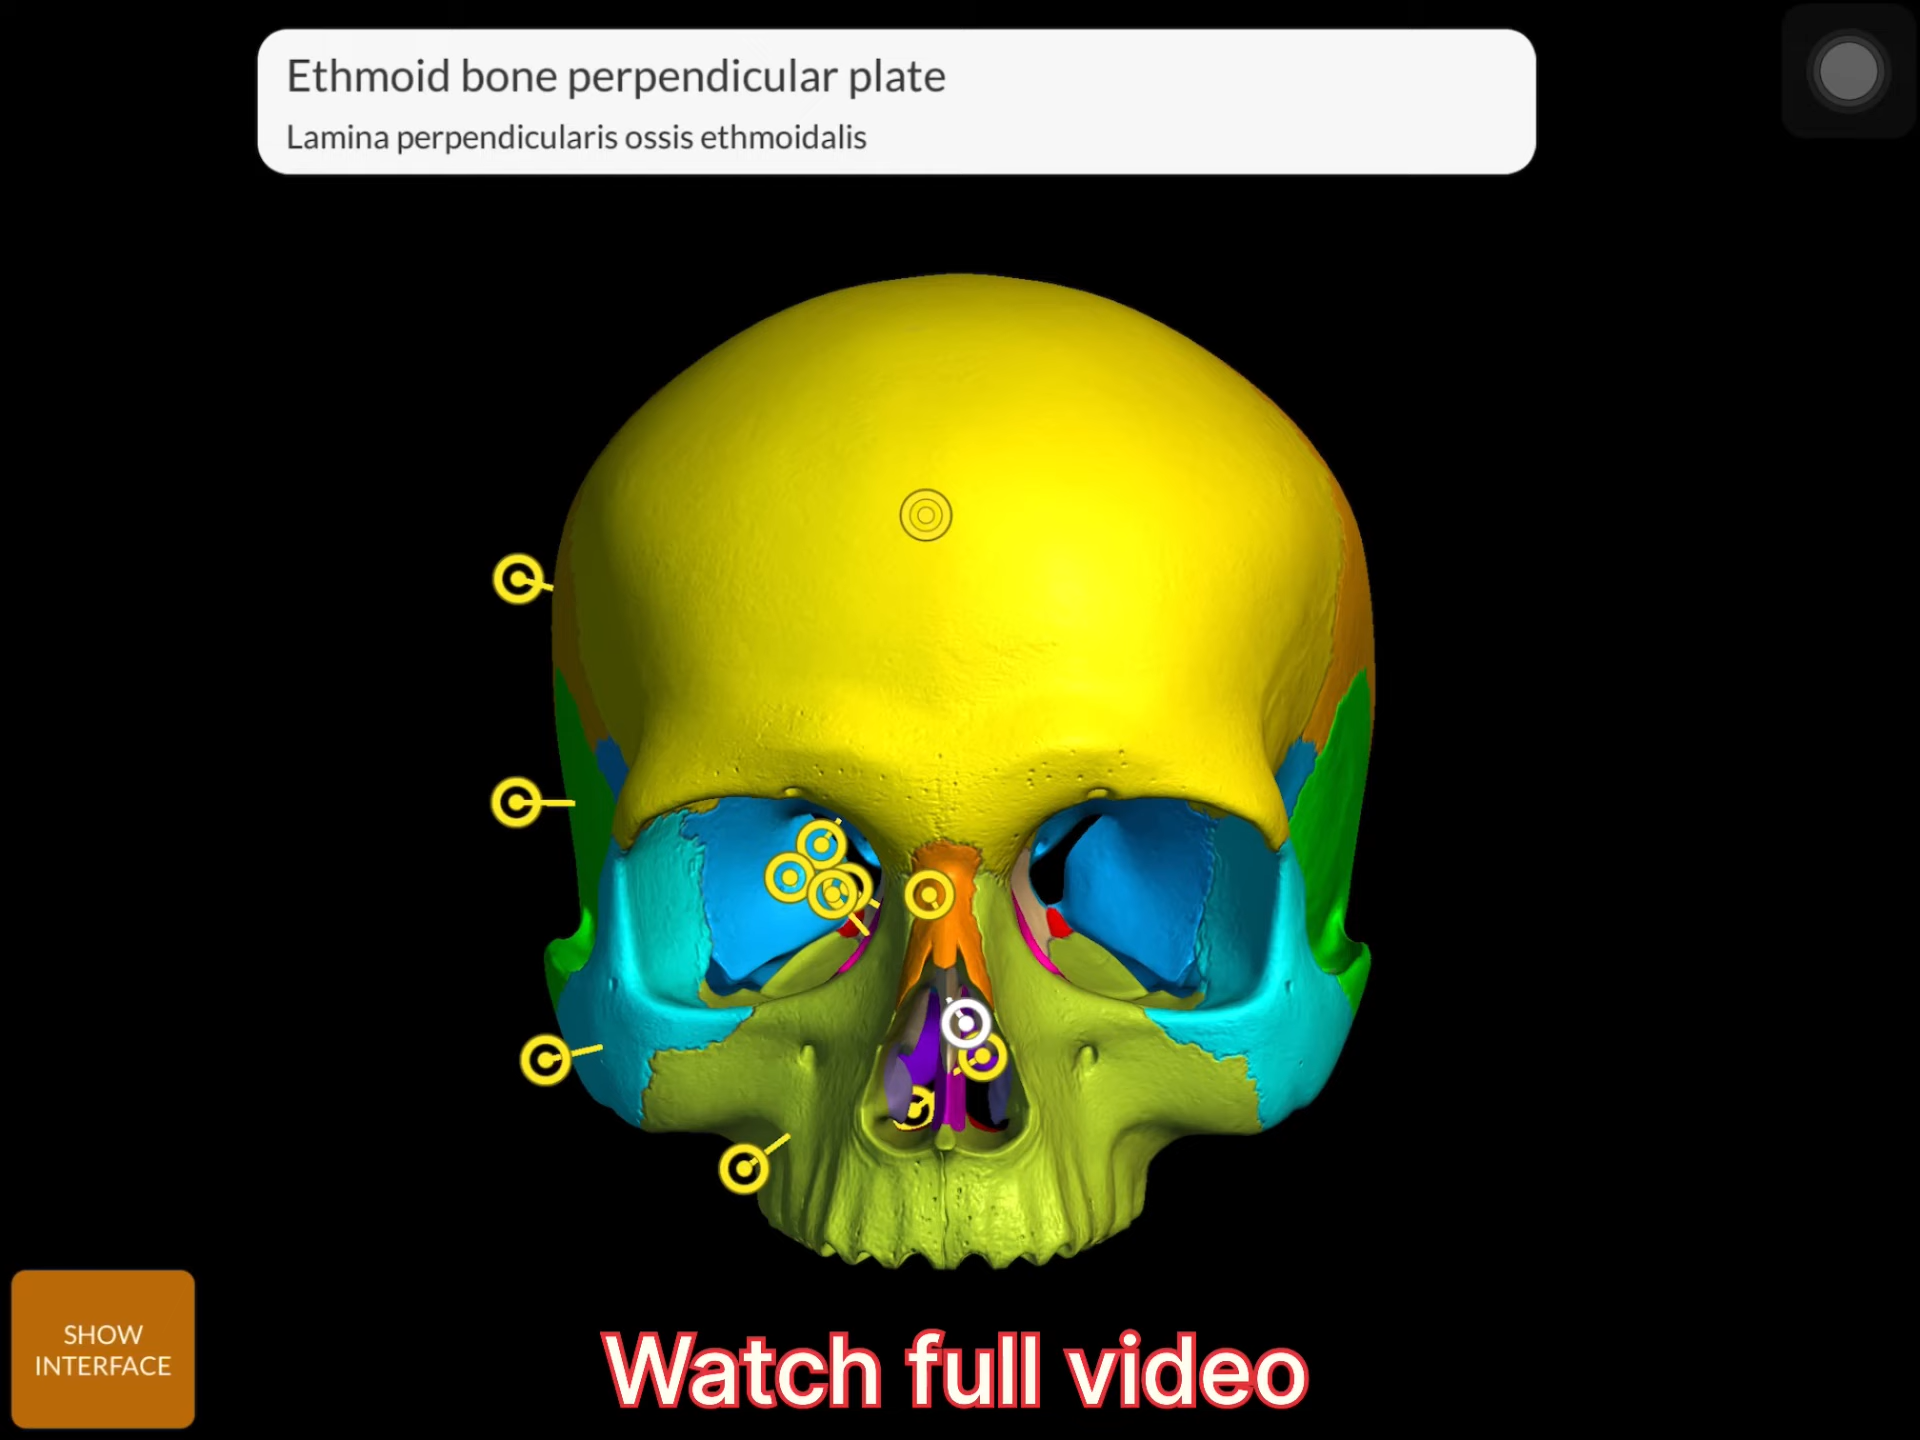 Ethmoid bone perpendicular plate
Lamina perpendicularis ossis ethmoidalis
SHOW
INTERFACE
Watch full video